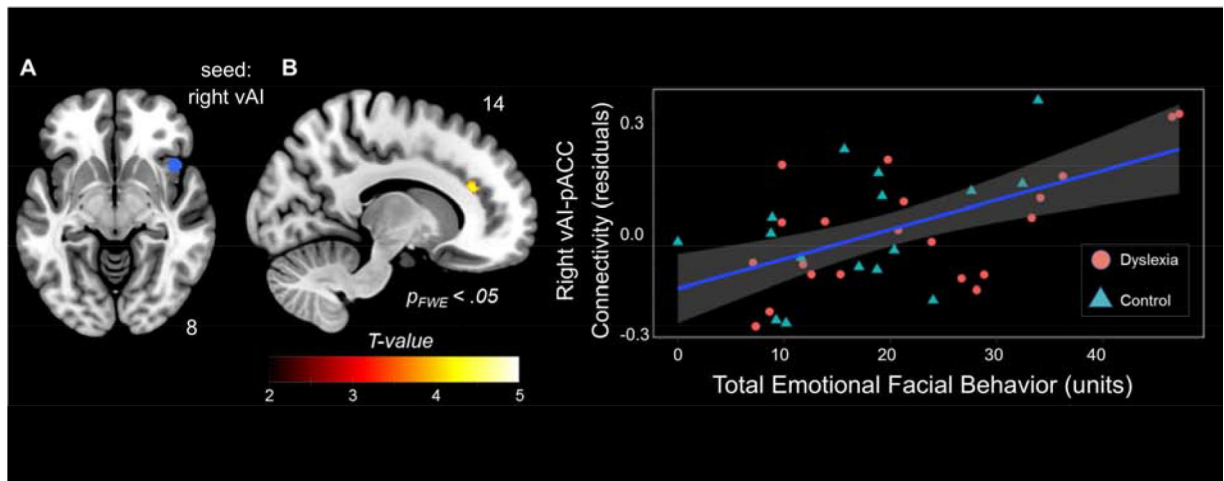 A
seed:
right vAI
8
B
14
pFWE < .05
T-value
2 3 4 5
Right vAI-pACC
Connectivity (residuals)
0.3
0.0
-0.3
0 10 20 30 40
Total Emotional Facial Behavior (units)
Dyslexia
Control